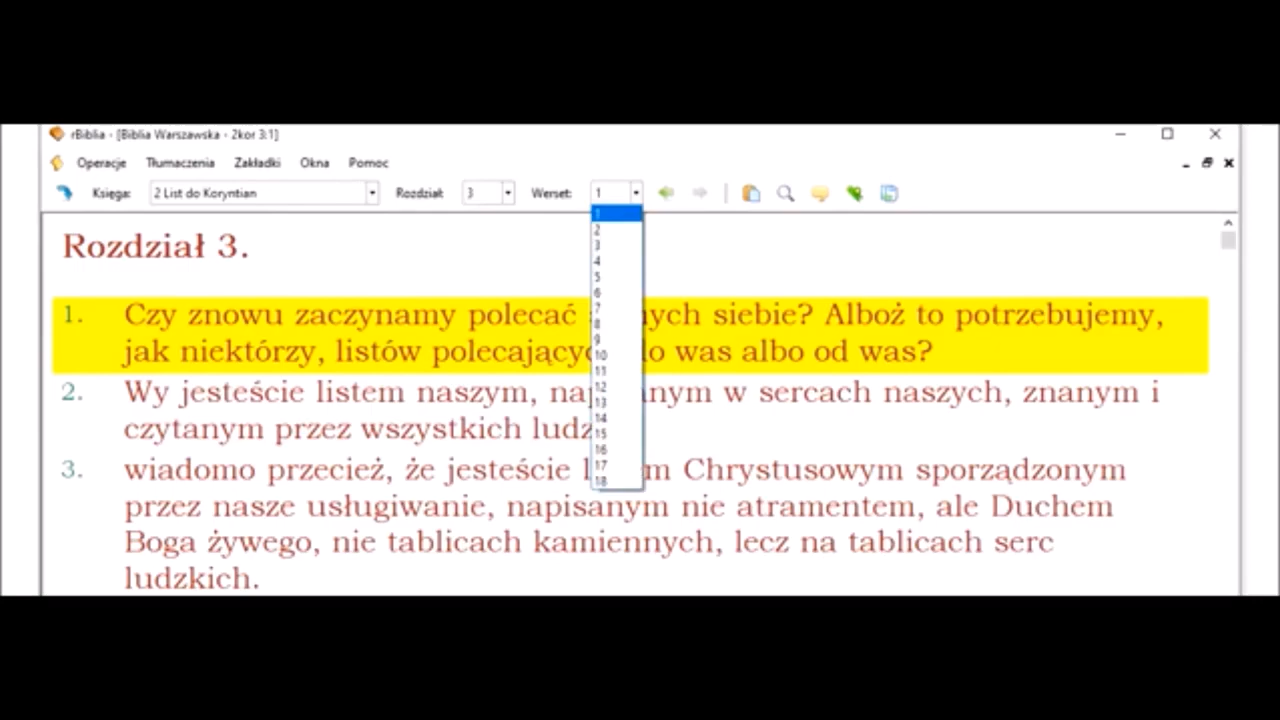 rBiblia - [Biblia Warszawska - 2kor 3:1]
Operacje Tłumaczenia Zakładki Okna Pomoc
Księga: 2 List do Koryntian Rozdział: 3 Werset: 1
1
2
3
4
5
6
7
8
9
10
11
12
13
14
15
16
17
18
Rozdział 3.
1. Czy znowu zaczynamy polecać siebie? Alboż to potrzebujemy,
jak niektórzy, listów was albo od was?
2. Wy jesteście listem naszym, w sercach naszych, znanym i
czytanym przez wszystkich
3. wiadomo przecież, że jesteście Chrystusowym sporządzonym
przez nasze usługiwanie, napisanym nie atramentem, ale Duchem
Boga żywego, nie tablicach kamiennych, lecz na tablicach serc
ludzkich.